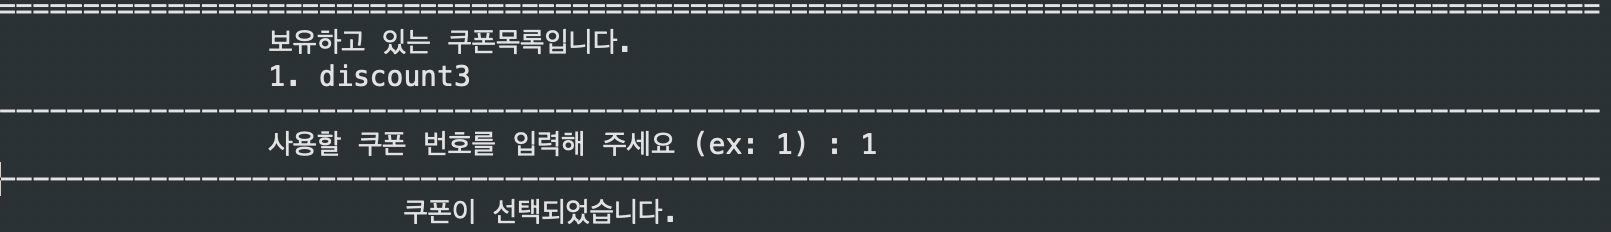 ====================================================================================================
보유하고 있는 쿠폰목록입니다.
1. discount3
----------------------------------------------------------------------------------------------------
사용할 쿠폰 번호를 입력해 주세요 (ex: 1) : 1
----------------------------------------------------------------------------------------------------
쿠폰이 선택되었습니다.